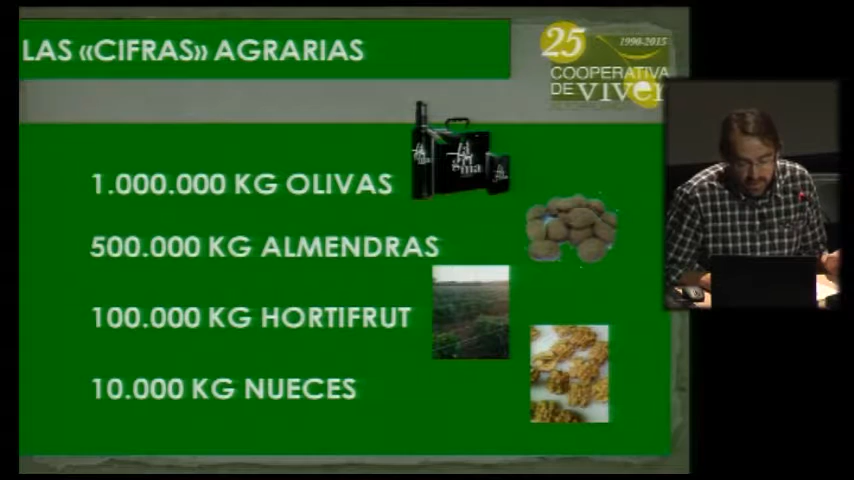 LAS «CIFRAS» AGRARIAS
25
1990-2015
COOPERATIVA
DE viver
1.000.000 KG OLIVAS
500.000 KG ALMENDRAS
100.000 KG HORTIFRUT
10.000 KG NUECES